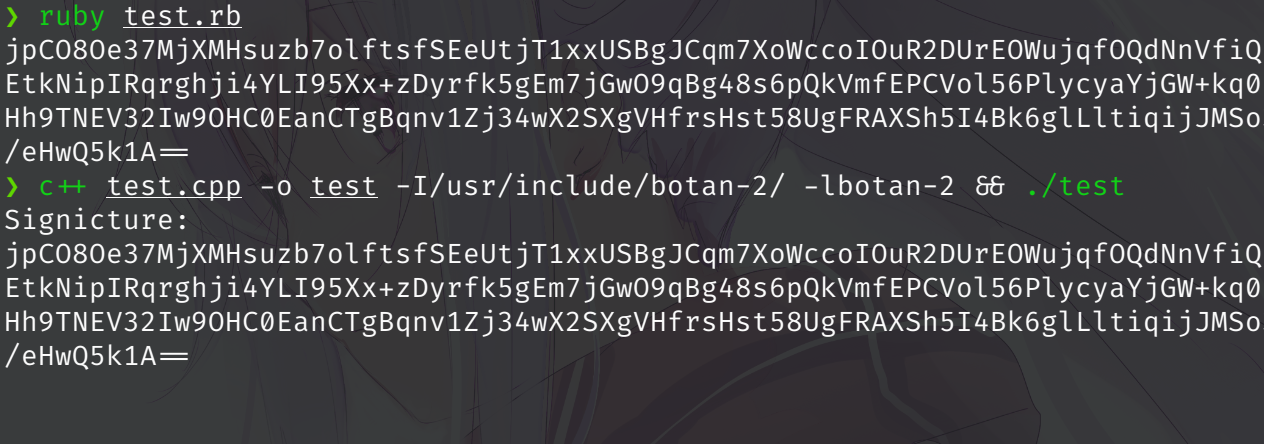 ❯ ruby test.rb
jpCO8Oe37MjXMHsuzb7olftsfSEeUtjT1xxUSBgJCqm7XoWccoIOuR2DUrEOWujqfOQdNnVfiQ
EtkNipIRqrghji4YLI95Xx+zDyrfk5gEm7jGwO9qBg48s6pQkVmfEPCVol56PlycyaYjGW+kq0
Hh9TNEV32Iw9OHC0EanCTgBqnv1Zj34wX2SXgVHfrsHst58UgFRAXSh5I4Bk6glLltiqijJMSo
/eHwQ5k1A==
❯ c++ test.cpp -o test -I/usr/include/botan-2/ -lbotan-2 && ./test
Signicture:
jpCO8Oe37MjXMHsuzb7olftsfSEeUtjT1xxUSBgJCqm7XoWccoIOuR2DUrEOWujqfOQdNnVfiQ
EtkNipIRqrghji4YLI95Xx+zDyrfk5gEm7jGwO9qBg48s6pQkVmfEPCVol56PlycyaYjGW+kq0
Hh9TNEV32Iw9OHC0EanCTgBqnv1Zj34wX2SXgVHfrsHst58UgFRAXSh5I4Bk6glLltiqijJMSo
/eHwQ5k1A==